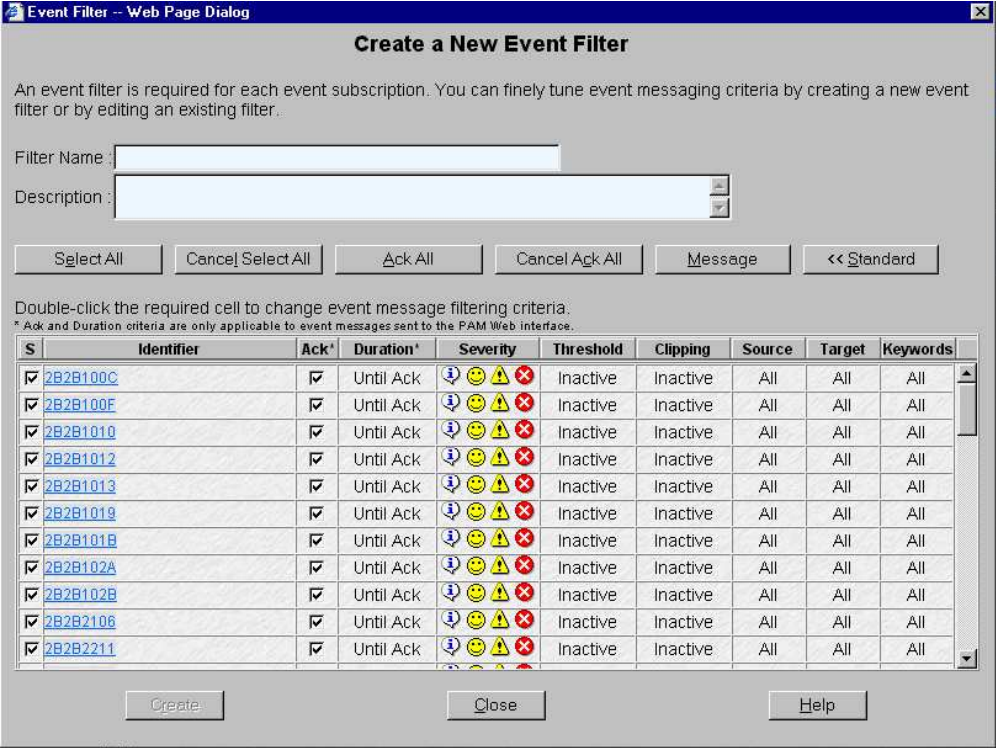 Event Filter -- Web Page Dialog
Create a New Event Filter
An event filter is required for each event subscription. You can finely tune event messaging criteria by creating a new event
filter or by editing an existing filter.
Filter Name :
Description :
Select All Cancel Select All Ack All Cancel Ack All Message << Standard
Double-click the required cell to change event message filtering criteria.
* Ack and Duration criteria are only applicable to event messages sent to the PAM Web interface.
S Identifier Ack* Duration* Severity Threshold Clipping Source Target Keywords
2B2B100C Until Ack Inactive Inactive All All All
2B2B100F Until Ack Inactive Inactive All All All
2B2B1010 Until Ack Inactive Inactive All All All
2B2B1012 Until Ack Inactive Inactive All All All
2B2B1013 Until Ack Inactive Inactive All All All
2B2B1019 Until Ack Inactive Inactive All All All
2B2B101B Until Ack Inactive Inactive All All All
2B2B102A Until Ack Inactive Inactive All All All
2B2B102B Until Ack Inactive Inactive All All All
2B2B2106 Until Ack Inactive Inactive All All All
2B2B2211 Until Ack Inactive Inactive All All All
Create Close Help